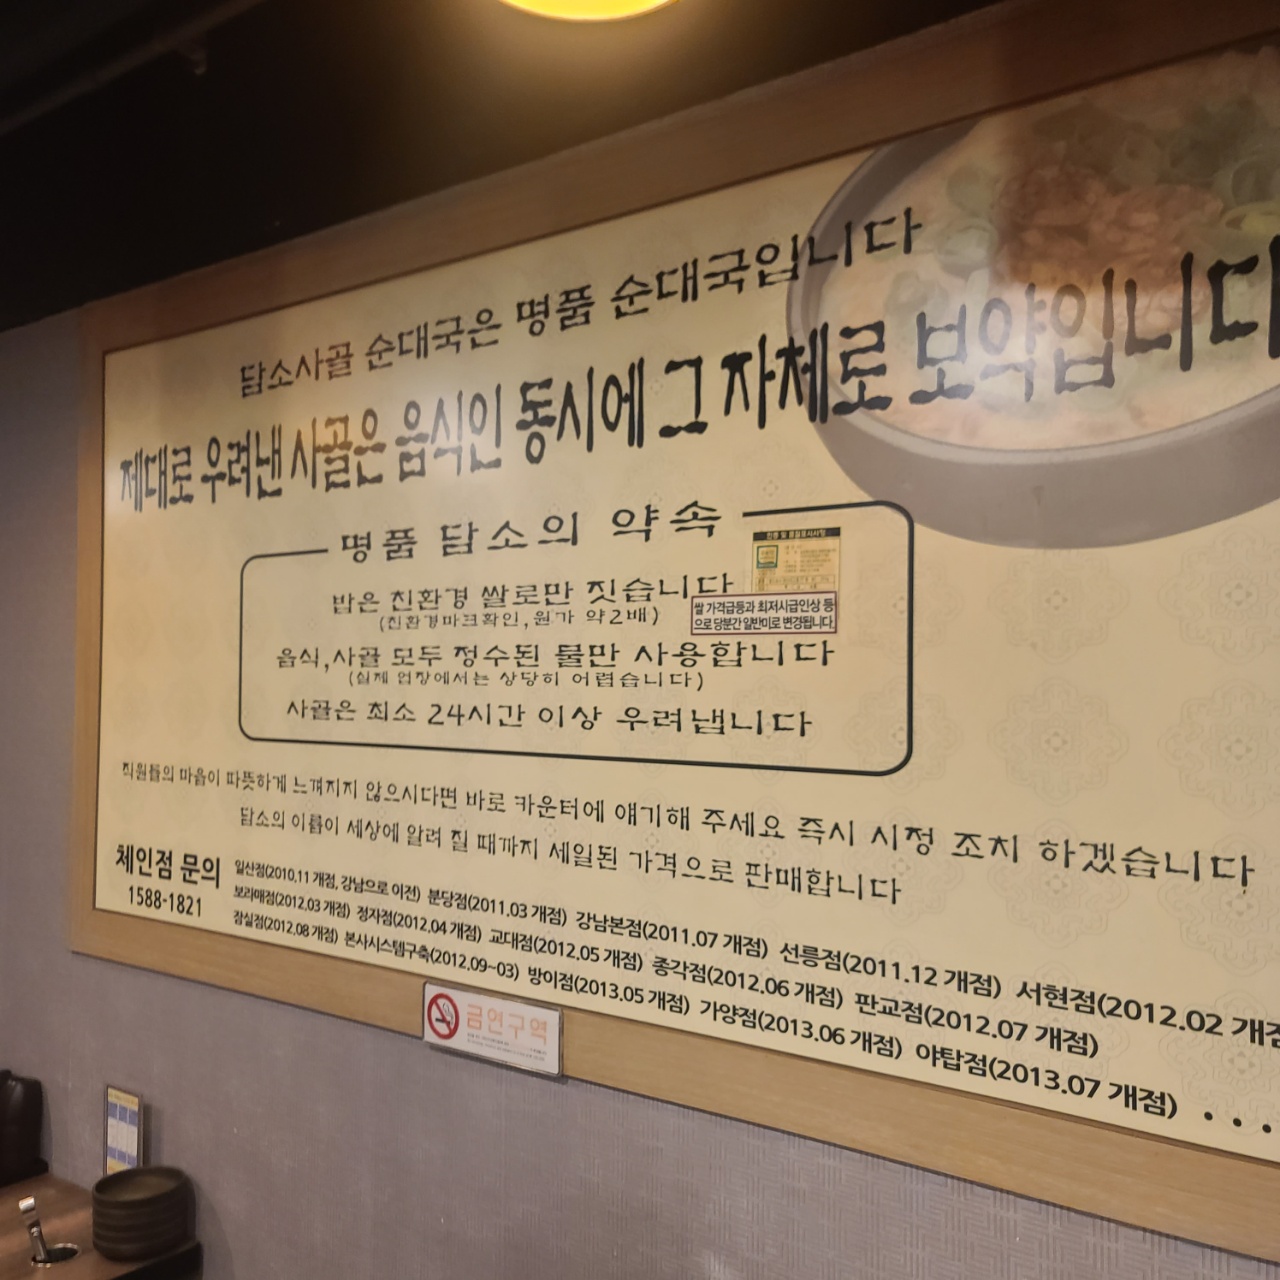 담소사골 순대국은 명품 순대국입니다
제대로 우려낸 사골은 음식인 동시에 그 자체로 보약입니다
명품 담소의 약속
밥은 친환경 쌀로만 짓습니다
(친환경마크확인, 원가 약2배)
쌀 가격급등과 최저시급인상 등
으로 당분간 일반미로 변경됩니다.
음식,사골 모두 정수된 물만 사용합니다
(실제 업장에서는 상당히 어렵습니다)
사골은 최소 24시간 이상 우려냅니다
직원들의 마음이 따뜻하게 느껴지지 않으시다면 바로 카운터에 얘기해 주세요 즉시 시정 조치 하겠습니다
담소의 이름이 세상에 알려 질 때까지 세일된 가격으로 판매합니다
체인점 문의
1588-1821
일산점(2010.11 개점, 강남으로 이전) 분당점(2011.03 개점) 강남본점(2011.07 개점) 선릉점(2011.12 개점) 서현점(2012.02 개점
보라매점(2012.03 개점) 정자점(2012.04 개점) 교대점(2012.05 개점) 종각점(2012.06 개점) 판교점(2012.07 개점)
잠실점(2012.08 개점) 본사시스템구축(2012.09~03) 방이점(2013.05 개점) 가양점(2013.06 개점) 야탑점(2013.07 개점) ....
금연구역